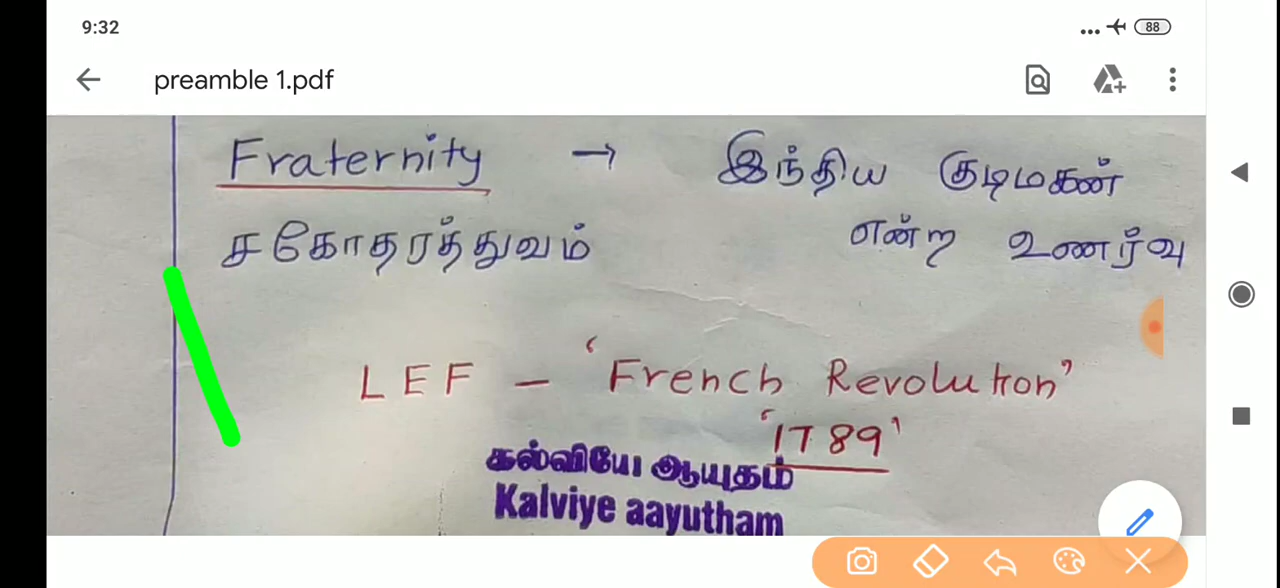 9:32
88
preamble 1.pdf
Fraternity → இந்திய குடிமகன்
சகோதரத்துவம் என்ற உணர்வு
LEF - ‘French Revolution’
‘1789’
கல்வியே ஆயுதம்
Kalviye aayutham